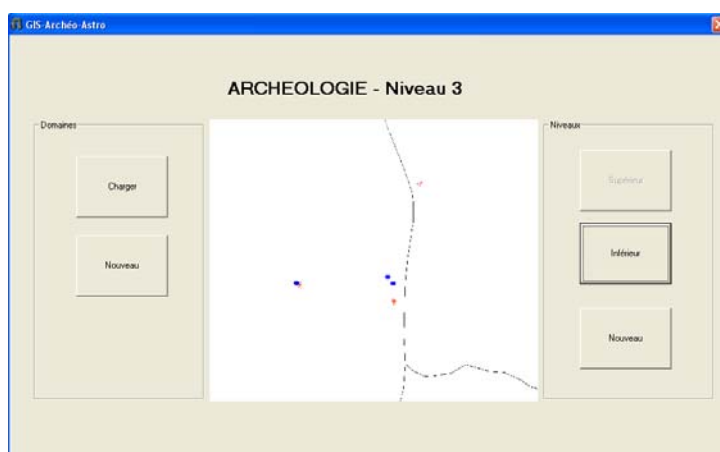 GIS-Archéo-Astro
ARCHEOLOGIE - Niveau 3
Domaines
Charger
Nouveau
Niveaux
Supérieur
Inférieur
Nouveau